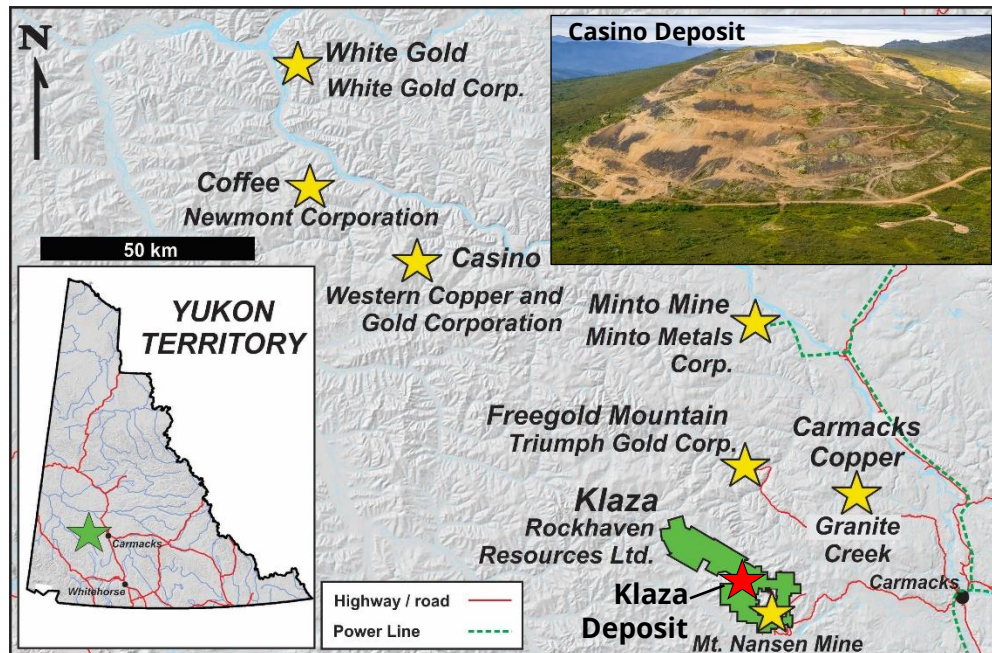 N
White Gold
White Gold Corp.
Casino Deposit
Coffee
Newmont Corporation
50 km
Casino
Western Copper and
Gold Corporation
Minto Mine
Minto Metals
Corp.
YUKON
TERRITORY
Carmacks
Whitehorse
Freegold Mountain
Triumph Gold Corp.
Carmacks
Copper
Granite
Creek
Klaza
Rockhaven
Resources Ltd.
Klaza
Deposit
Mt. Nansen Mine
Carmacks
Highway / road
Power Line